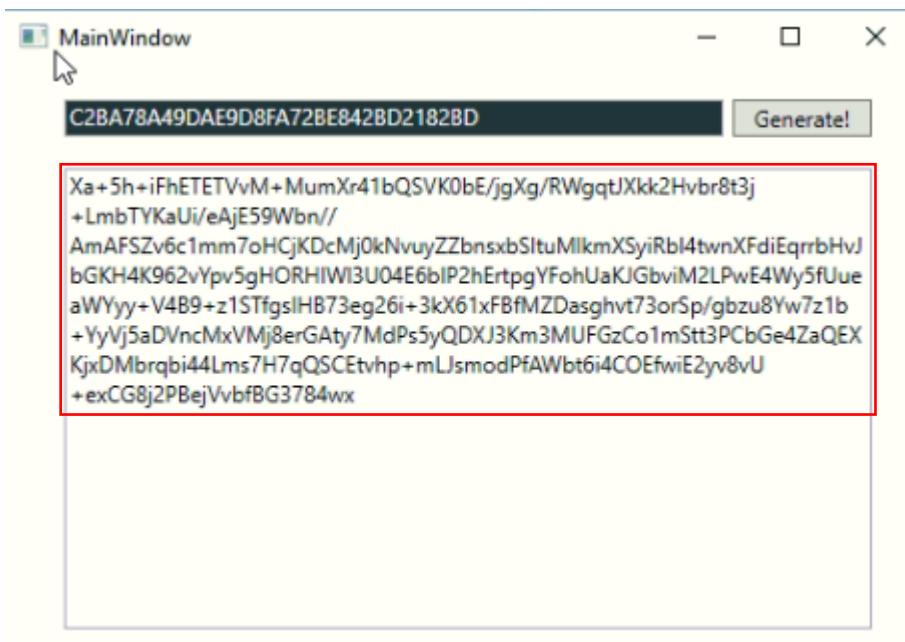 MainWindow
C2BA78A49DAE9D8FA72BE842BD2182BD
Generate!
Xa+5h+iFhETETVvM+MumXr41bQSVK0bE/jgXg/RWgqtJXkk2Hvbr8t3j
+LmbTYKaUi/eAjE59Wbn//
AmAFSZv6c1mm7oHCjKDcMj0kNvuyZZbnsxbSItuMIkmXSyiRbI4twnXFdiEqrrbHvJ
bGKH4K962vYpv5gHORHIWI3U04E6bIP2hErtpgYFohUaKJGbviM2LPwE4Wy5fUue
aWYyy+V4B9+z1STfgsIHB73eg26i+3kX61xFBfMZDasghvt73orSp/gbzu8Yw7z1b
+YyVj5aDVncMxVMj8erGAty7MdPs5yQDXJ3Km3MUFGzCo1mStt3PCbGe4ZaQEX
KjxDMbrqbi44Lms7H7qQSCEtvhp+mLJsmodPfAWbt6i4COEfwiE2yv8vU
+exCG8j2PBejVvbfBG3784wx